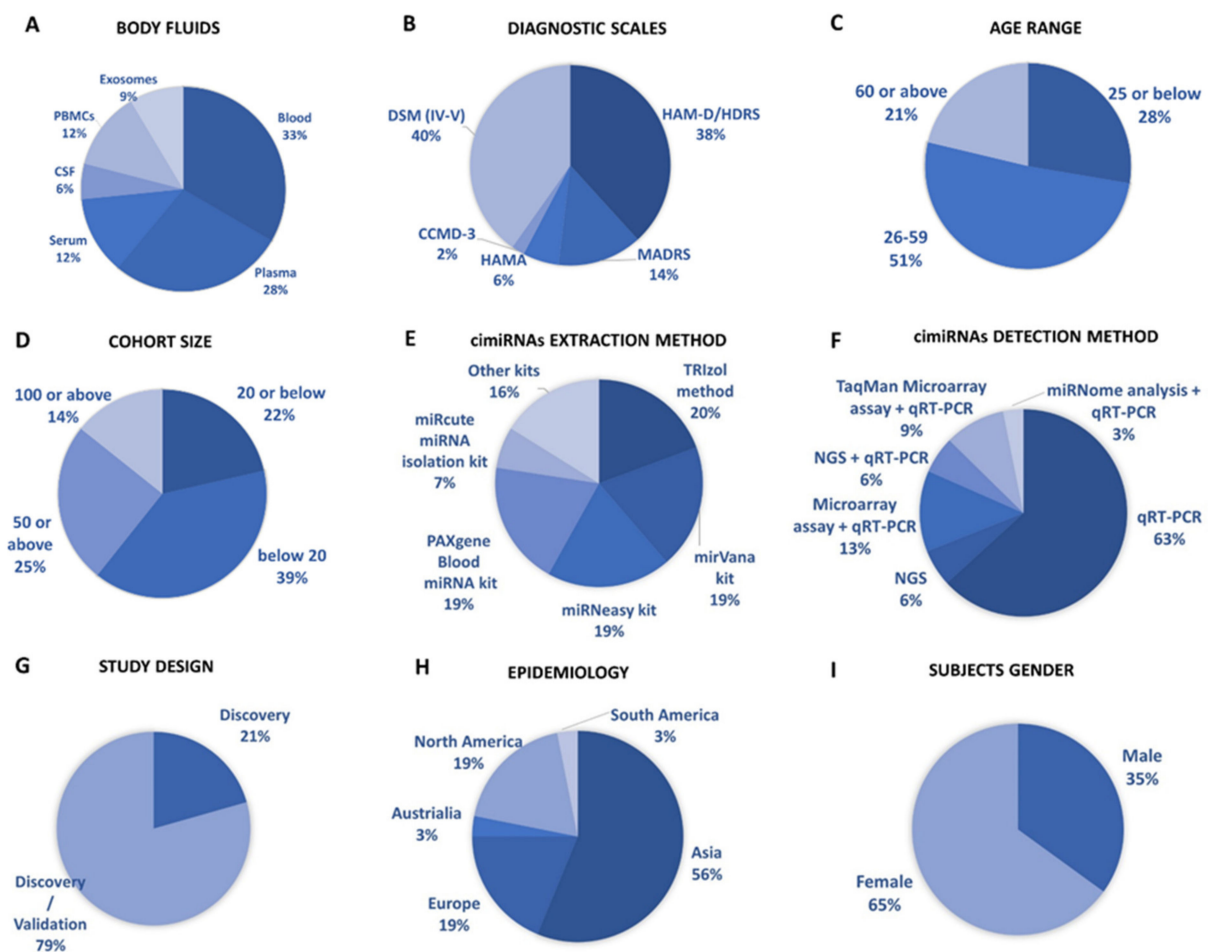 A
BODY FLUIDS
Exosomes
9%
PBMCs
12%
CSF
6%
Serum
12%
Blood
33%
Plasma
28%
B
DIAGNOSTIC SCALES
DSM (IV-V)
40%
HAM-D/HDRS
38%
CCMD-3
2%
HAMA
6%
MADRS
14%
C
AGE RANGE
60 or above
21%
25 or below
28%
26-59
51%
D
COHORT SIZE
100 or above
14%
20 or below
22%
50 or
above
25%
below 20
39%
E
cimiRNAs EXTRACTION METHOD
Other kits
16%
TRIzol
method
20%
miRcute
miRNA
isolation kit
7%
PAXgene
Blood
miRNA kit
19%
mirVana
kit
19%
miRNeasy kit
19%
F
cimiRNAs DETECTION METHOD
TaqMan Microarray
assay + qRT-PCR
9%
miRNome analysis +
qRT-PCR
3%
NGS + qRT-PCR
6%
Microarray
assay + qRT-PCR
13%
NGS
6%
qRT-PCR
63%
G
STUDY DESIGN
Discovery
21%
Discovery
/
Validation
79%
H
EPIDEMIOLOGY
South America
3%
North America
19%
Austrialia
3%
Europe
19%
Asia
56%
I
SUBJECTS GENDER
Male
35%
Female
65%